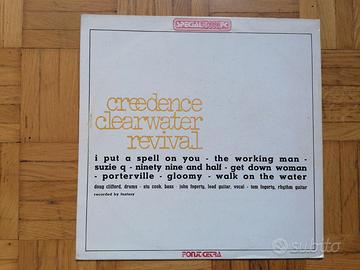 SPECIAL
creedence
clearwater
revival
i put a spell on you - the working man -
suzie q - ninety nine and half - get down woman
- porterville - gloomy - walk on the water
doug clifford, drums - stu cook, bass - john fogerty, lead guitar, vocal - tom fogerty, rhythm guitar
recorded by fantasy
FONIT CETRA
subito.it